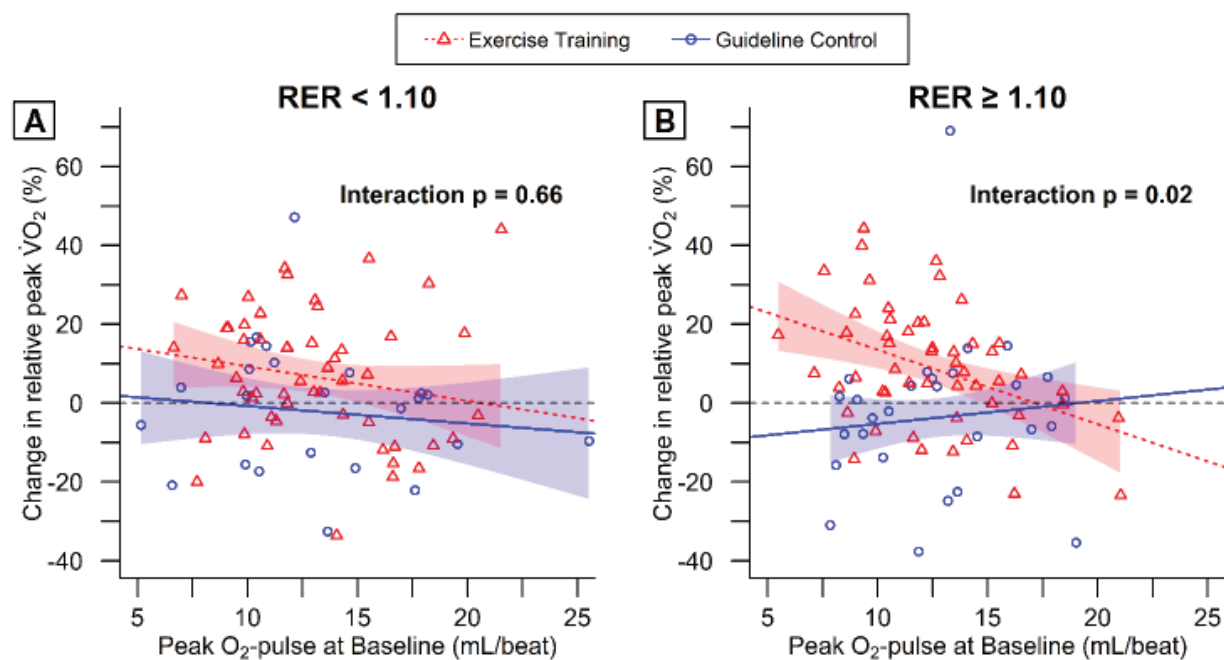 Exercise Training
Guideline Control
A
RER < 1.10
Interaction p = 0.66
Change in relative peak V̇O₂ (%)
60
40
20
0
-20
-40
5
10
15
20
25
Peak O₂-pulse at Baseline (mL/beat)
B
RER ≥ 1.10
Interaction p = 0.02
Change in relative peak V̇O₂ (%)
60
40
20
0
-20
-40
5
10
15
20
25
Peak O₂-pulse at Baseline (mL/beat)